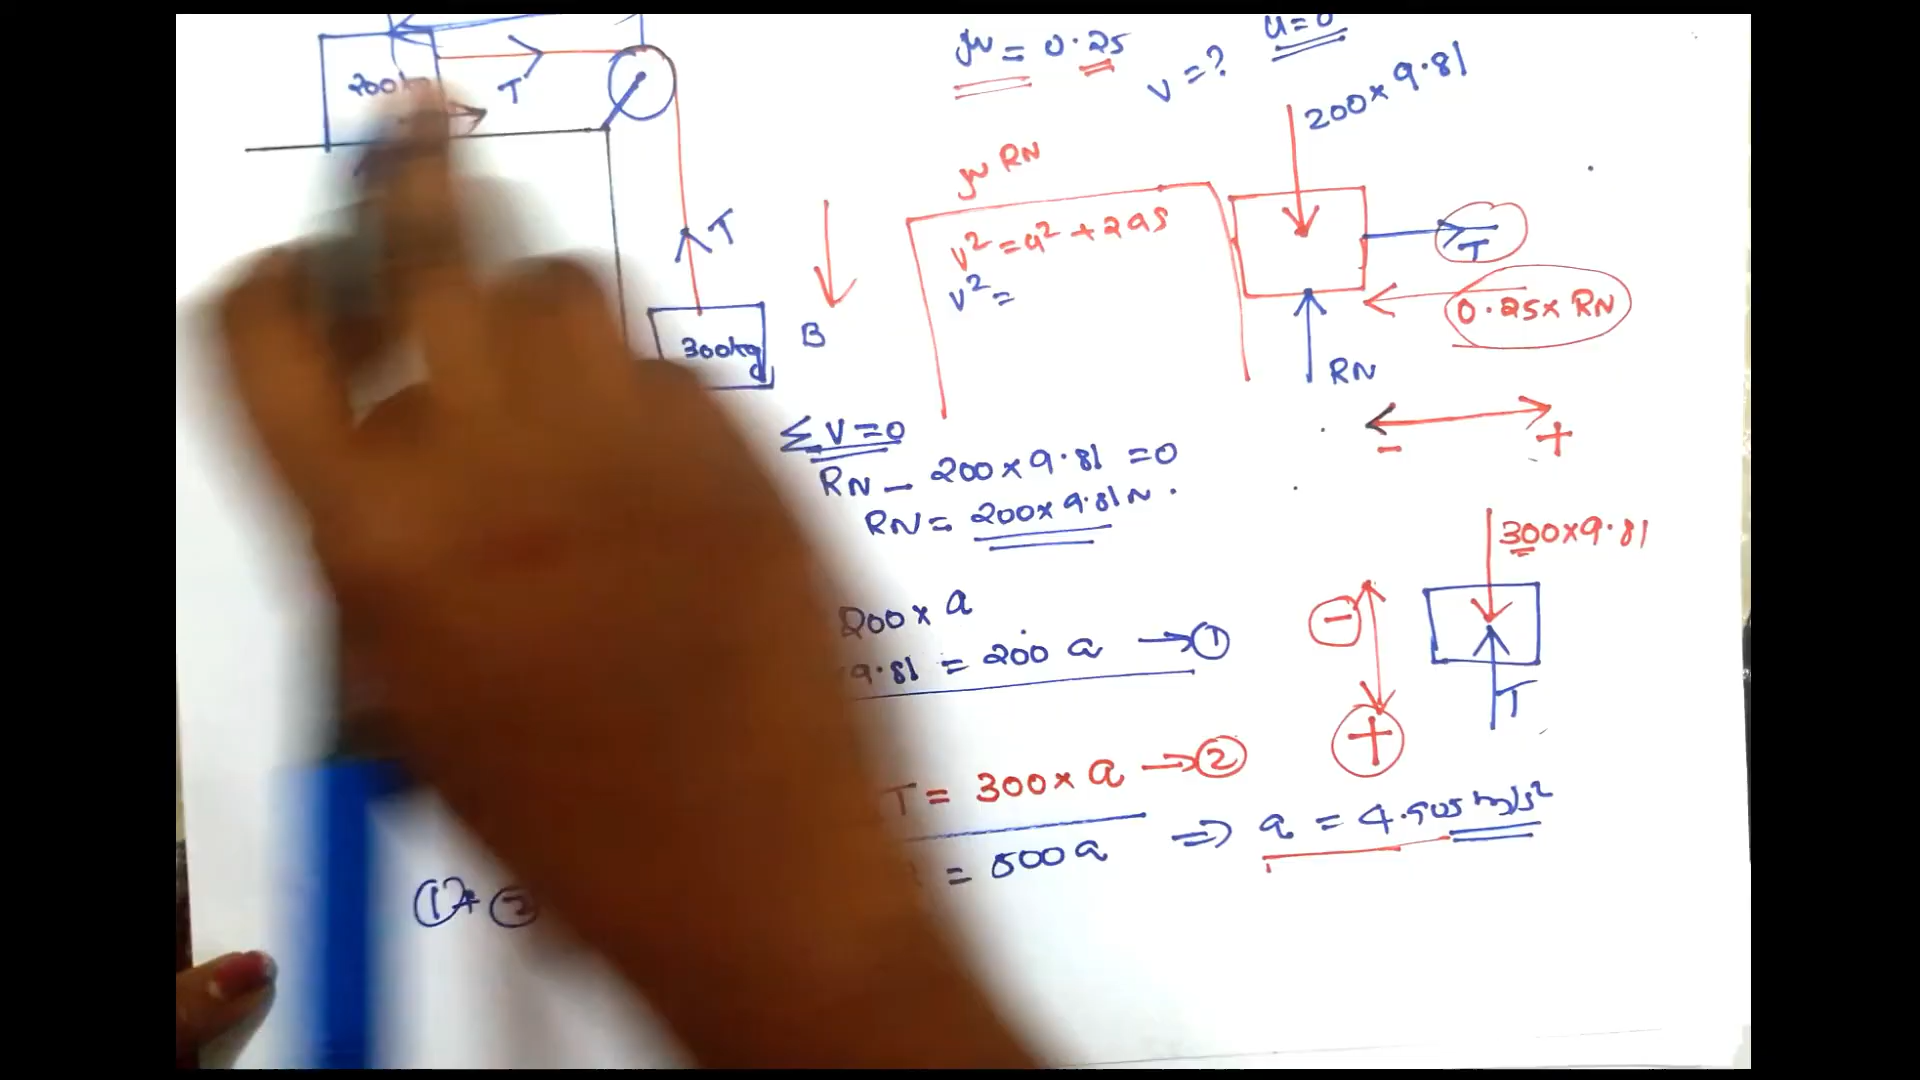 μ = 0.25
u=0
v=?
200kg
T
200×9.81
μ RN
T
v² = u² + 2as
v² =
T
0.25× RN
300kg
B
RN
ΣV=0
RN – 200×9.81 =0
RN = 200×9.81N.
- +
300×9.81
200× a
9.81 = 200 a → ①
-
T
+
T = 300× a → ②
= 500a ⇒ a = 4.905 m/s²
①+ ②